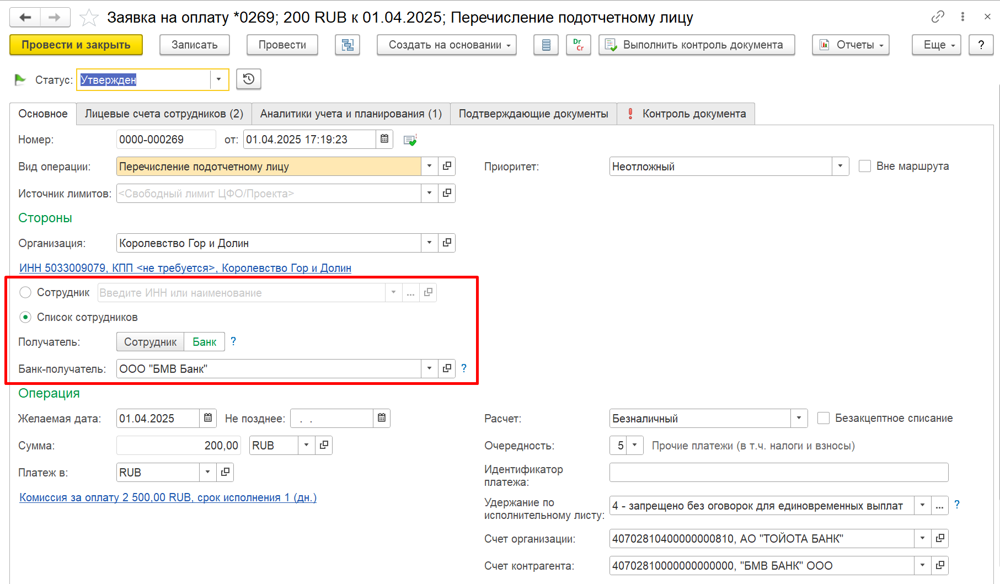 Заявка на оплату *0269; 200 RUB к 01.04.2025; Перечисление подотчетному лицу
Провести и закрыть Записать Провести Создать на основании Dr Cr Выполнить контроль документа Отчеты Еще ?
Статус: Утвержден
Основное Лицевые счета сотрудников (2) Аналитики учета и планирования (1) Подтверждающие документы Контроль документа
Номер: 0000-000269 от: 01.04.2025 17:19:23
Вид операции: Перечисление подотчетному лицу Приоритет: Неотложный Вне маршрута
Источник лимитов: <Свободный лимит ЦФО/Проекта>
Стороны
Организация: Королевство Гор и Долин
ИНН 5033009079, КПП <не требуется>, Королевство Гор и Долин
Сотрудник Введите ИНН или наименование ...
Список сотрудников
Получатель: Сотрудник Банк ?
Банк-получатель: ООО "БМВ Банк" ?
Операция
Желаемая дата: 01.04.2025 Не позднее: . . Расчет: Безналичный Безакцептное списание
Сумма: 200,00 RUB Очередность: 5 Прочие платежи (в т.ч. налоги и взносы)
Платеж в: RUB Идентификатор платежа:
Комиссия за оплату 2 500,00 RUB, срок исполнения 1 (дн.)
Удержание по исполнительному листу: 4 - запрещено без оговорок для единовременных выплат ... ?
Счет организации: 40702810400000000810, АО "ТОЙОТА БАНК"
Счет контрагента: 40702810000000000000, "БМВ БАНК" ООО